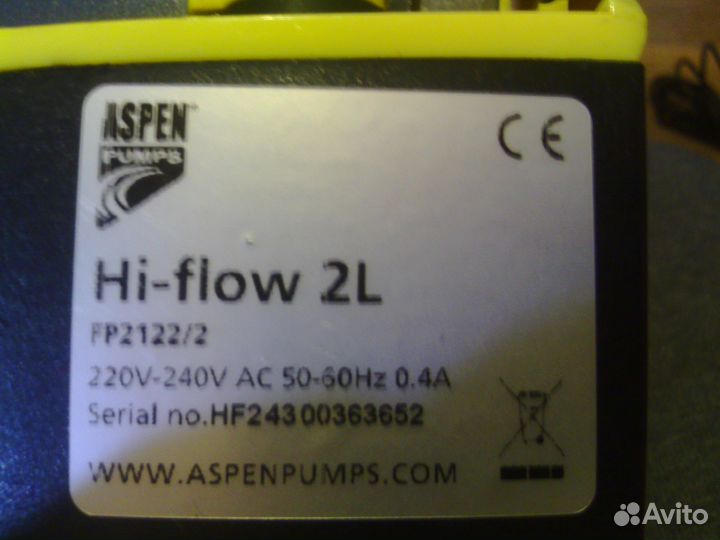 ASPEN™
PUMPS
CE
Hi-flow 2L
FP2122/2
220V-240V AC 50-60Hz 0.4A
Serial no.HF24300363652
WWW.ASPENPUMPS.COM
Avito